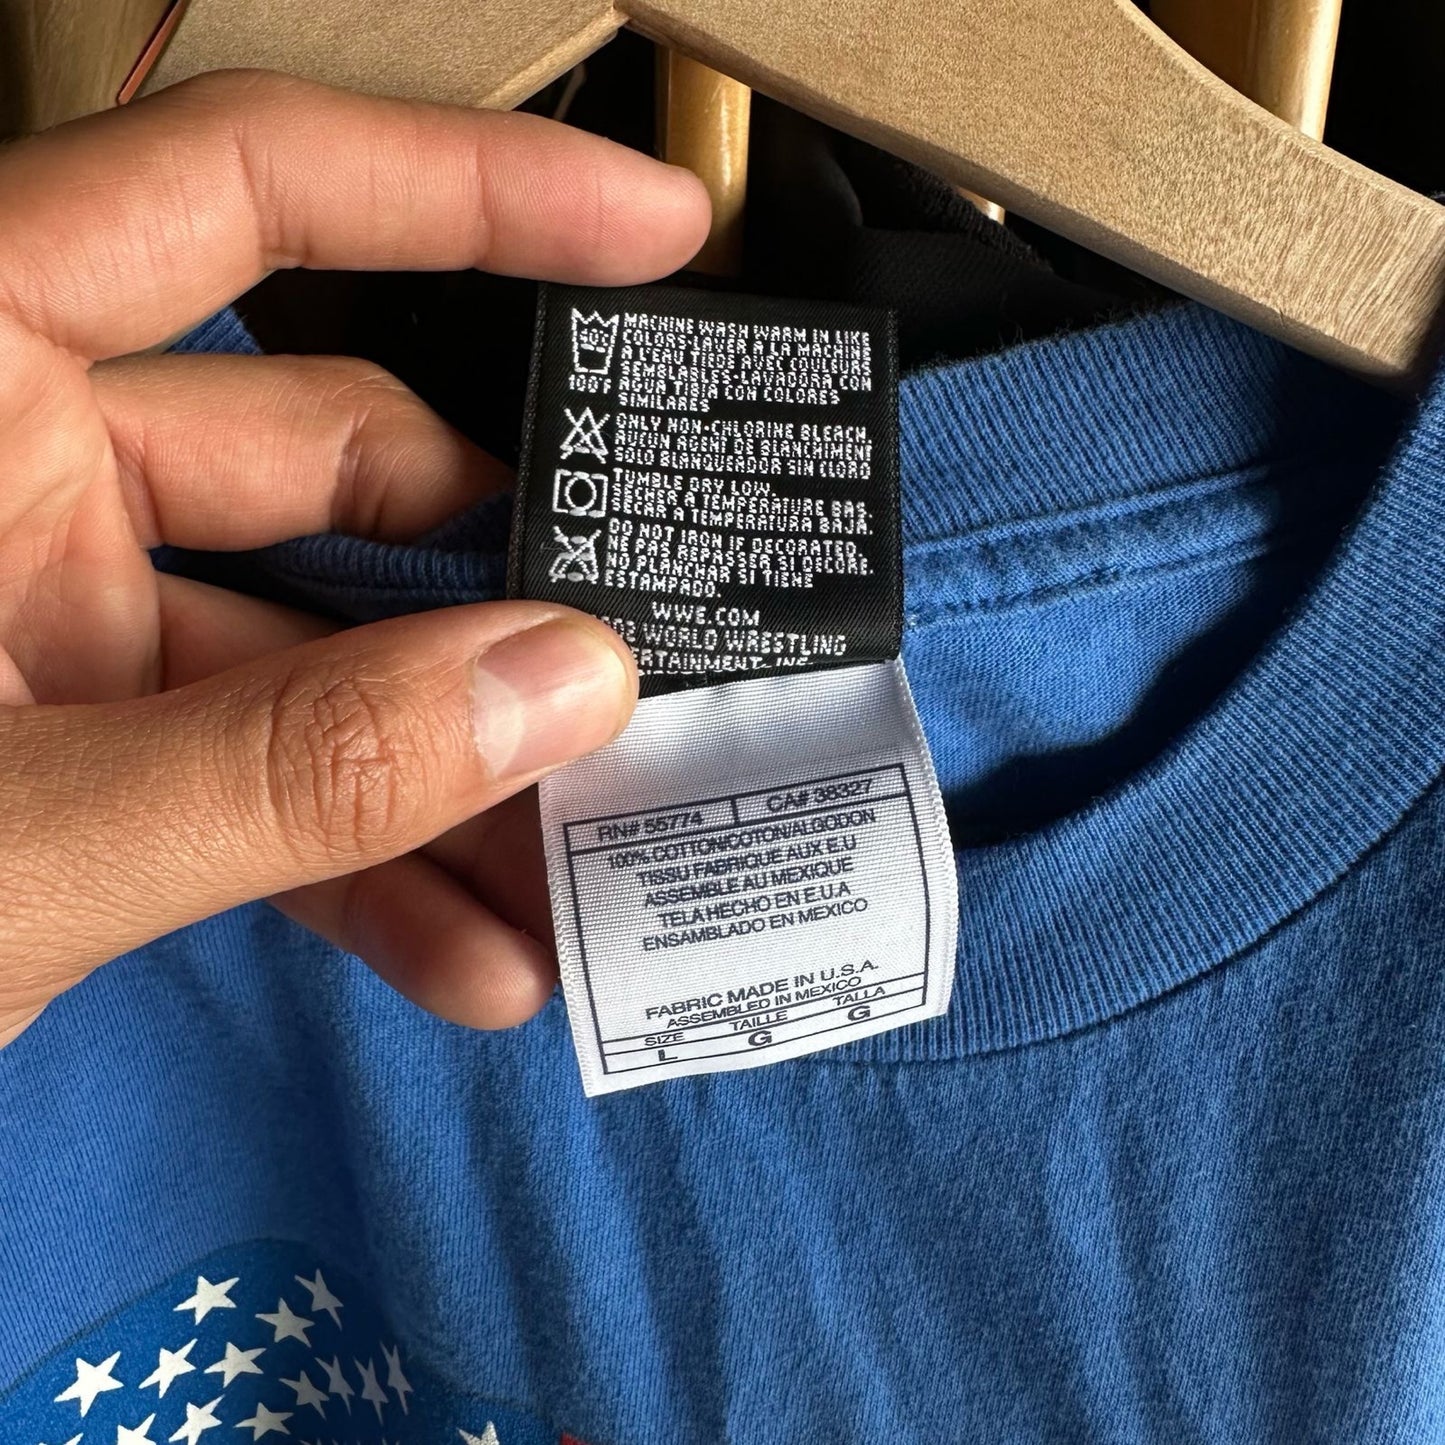 MACHINE WASH WARM IN LIKE
COLORS·LAVER A LA MACHINE
A L'EAU TIEDE AVEC COULEURS
SEMBLABLES·LAVADORA CON
AGUA TIBIA CON COLORES
SIMILARES
100%
ONLY NON-CHLORINE BLEACH.
AUCUN AGENT DE BLANCHIMENT
SOLO BLANQUEADOR SIN CLORO
TUMBLE DRY LOW.
SECHER A TEMPERATURE BAS.
SECAR A TEMPERATURA BAJA.
DO NOT IRON IF DECORATED.
NE PAS REPASSER SI DECORE.
NO PLANCHAR SI TIENE
ESTAMPADO.
WWE.COM
WORLD WRESTLING
ERTAINMENT, INC.
RN# 55774 CA# 38327
100% COTTON/COTON/ALGODON
TISSU FABRIQUE AUX E.U
ASSEMBLE AU MEXIQUE
TELA HECHO EN E.U.A
ENSAMBLADO EN MEXICO
FABRIC MADE IN U.S.A.
ASSEMBLED IN MEXICO
SIZE TAILLE TALLA
L G G